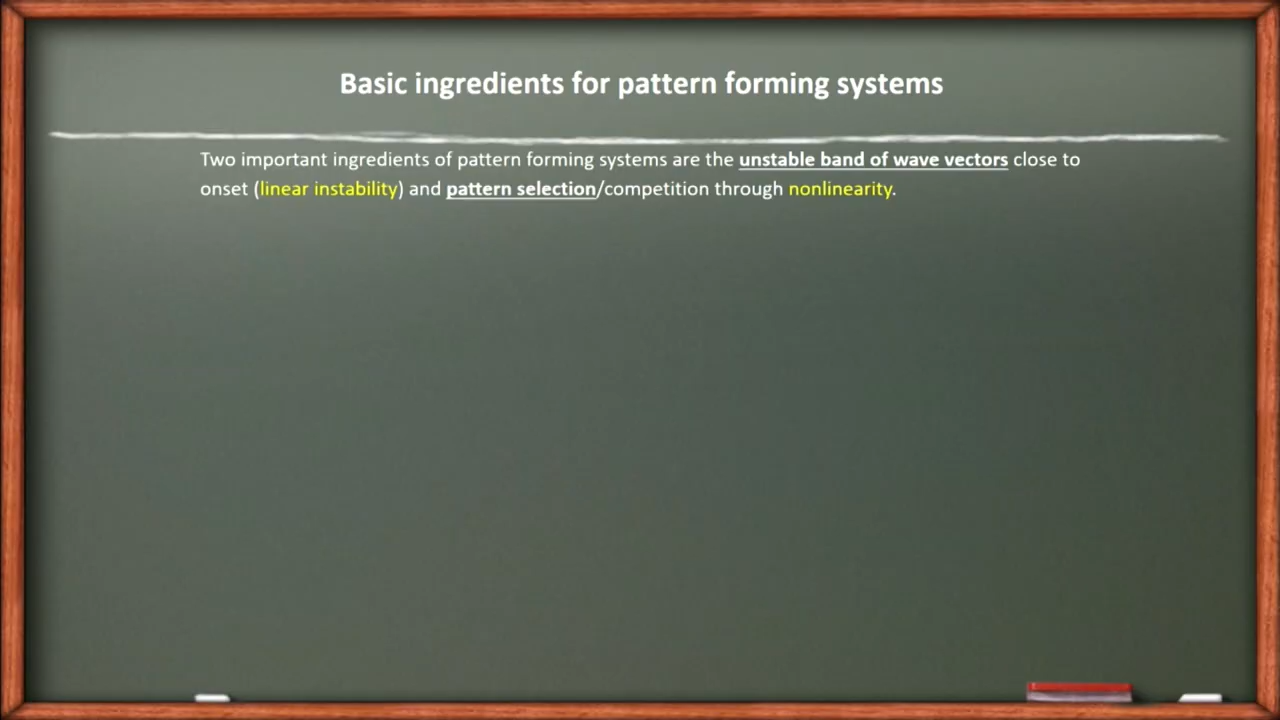 Basic ingredients for pattern forming systems
Two important ingredients of pattern forming systems are the unstable band of wave vectors close to
onset (linear instability) and pattern selection/competition through nonlinearity.